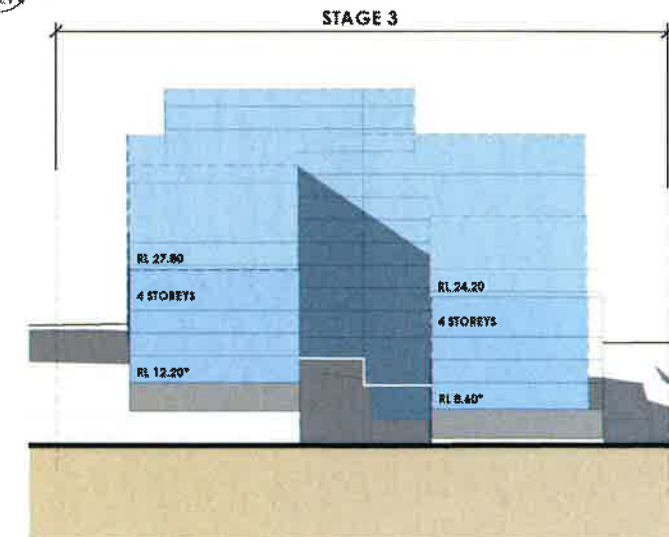 STAGE 3
RL 27.80
4 STOREYS
RL 12.20*
RL 24.20
4 STOREYS
RL 8.60*